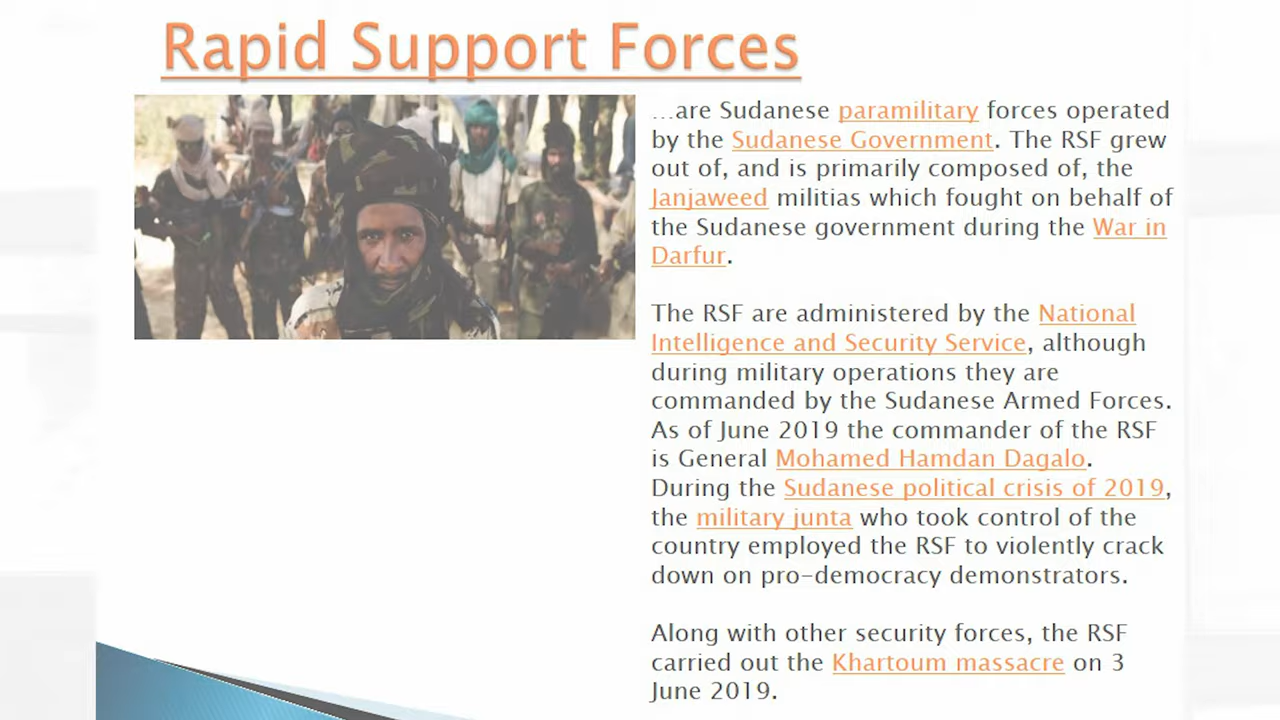 Rapid Support Forces
...are Sudanese paramilitary forces operated
by the Sudanese Government. The RSF grew
out of, and is primarily composed of, the
Janjaweed militias which fought on behalf of
the Sudanese government during the War in
Darfur.
The RSF are administered by the National
Intelligence and Security Service, although
during military operations they are
commanded by the Sudanese Armed Forces.
As of June 2019 the commander of the RSF
is General Mohamed Hamdan Dagalo.
During the Sudanese political crisis of 2019,
the military junta who took control of the
country employed the RSF to violently crack
down on pro-democracy demonstrators.
Along with other security forces, the RSF
carried out the Khartoum massacre on 3
June 2019.